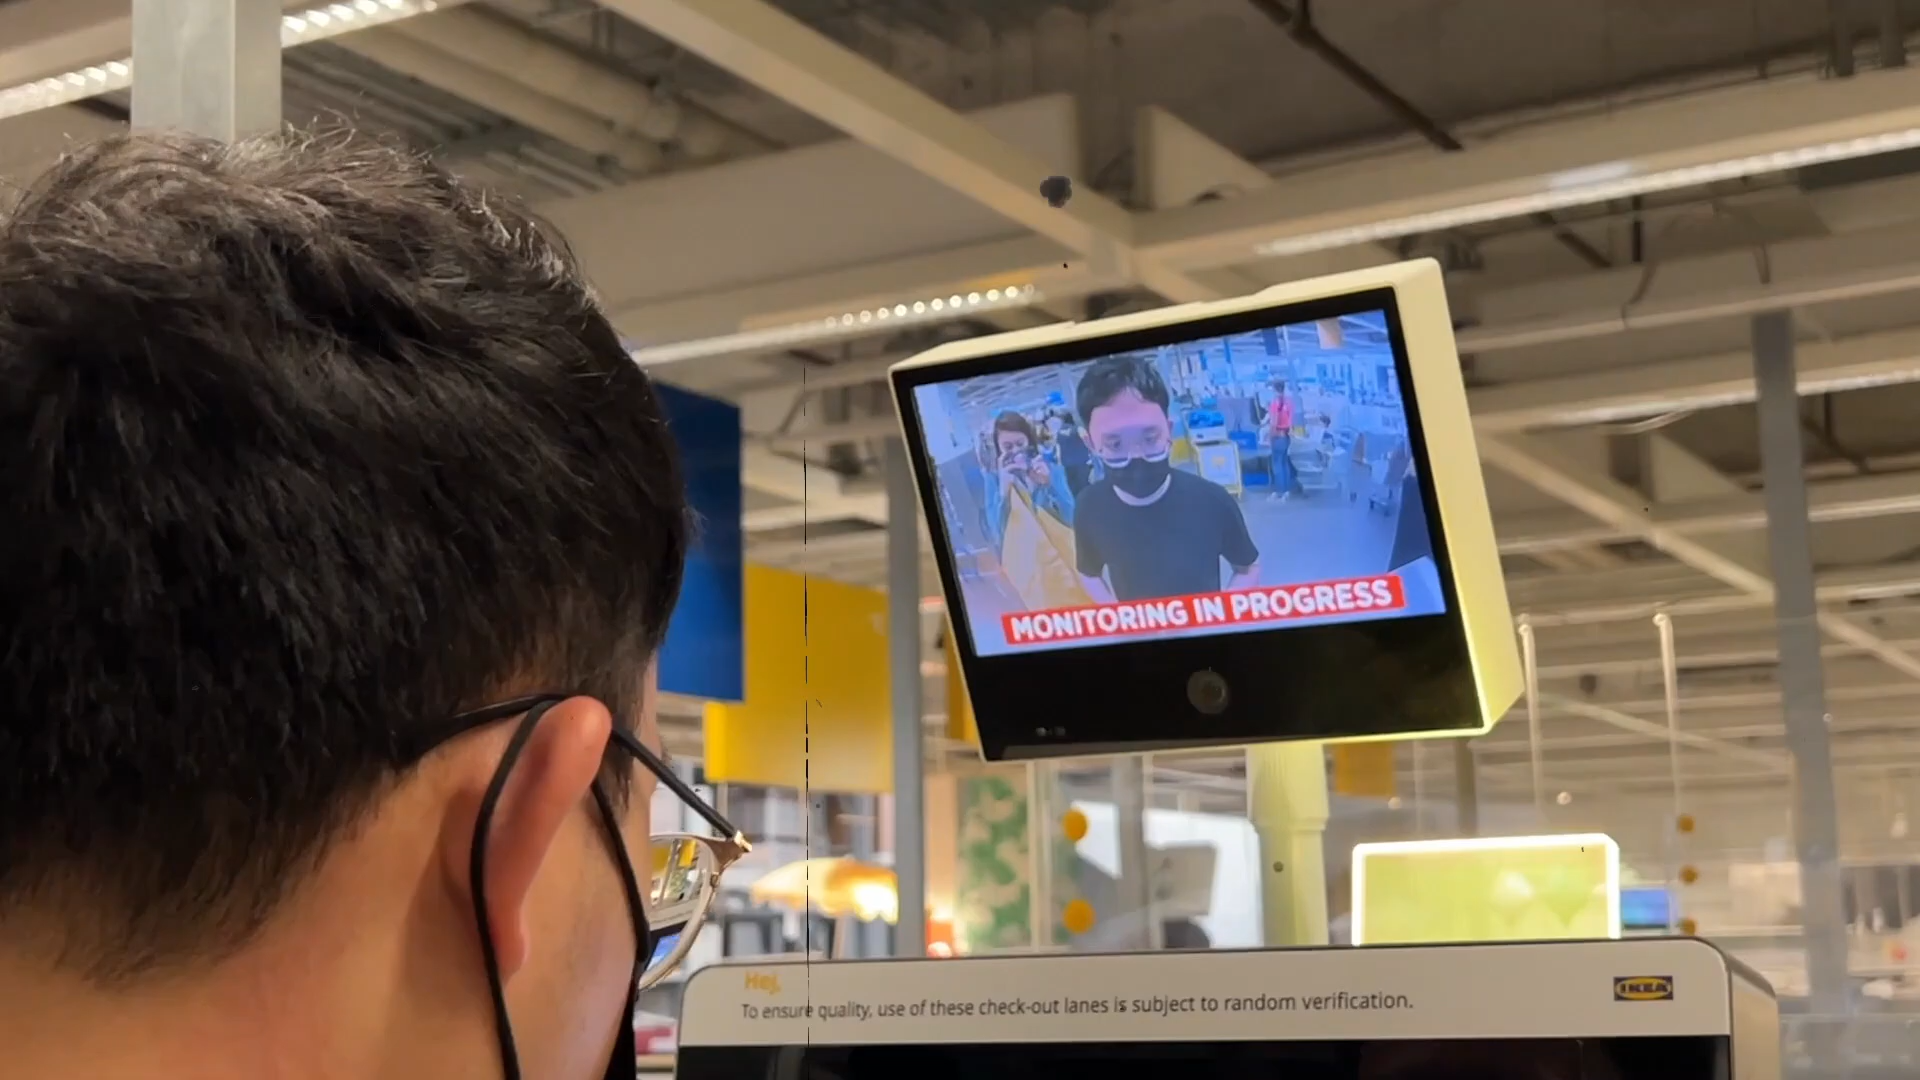 MONITORING IN PROGRESS
Hej,
To ensure quality, use of these check-out lanes is subject to random verification.
IKEA